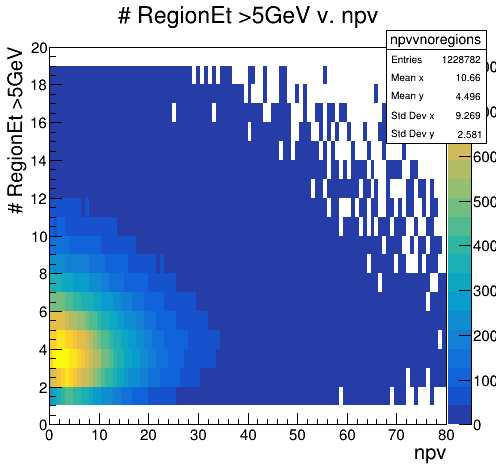 # RegionEt >5GeV v. npv
npvvnoregions
Entries 1228782
Mean x 10.66
Mean y 4.496
Std Dev x 9.269
Std Dev y 2.581
# RegionEt >5GeV
20
18
16
14
12
10
8
6
4
2
0
0 10 20 30 40 50 60 70 80
npv
500
400
300
200
100
0